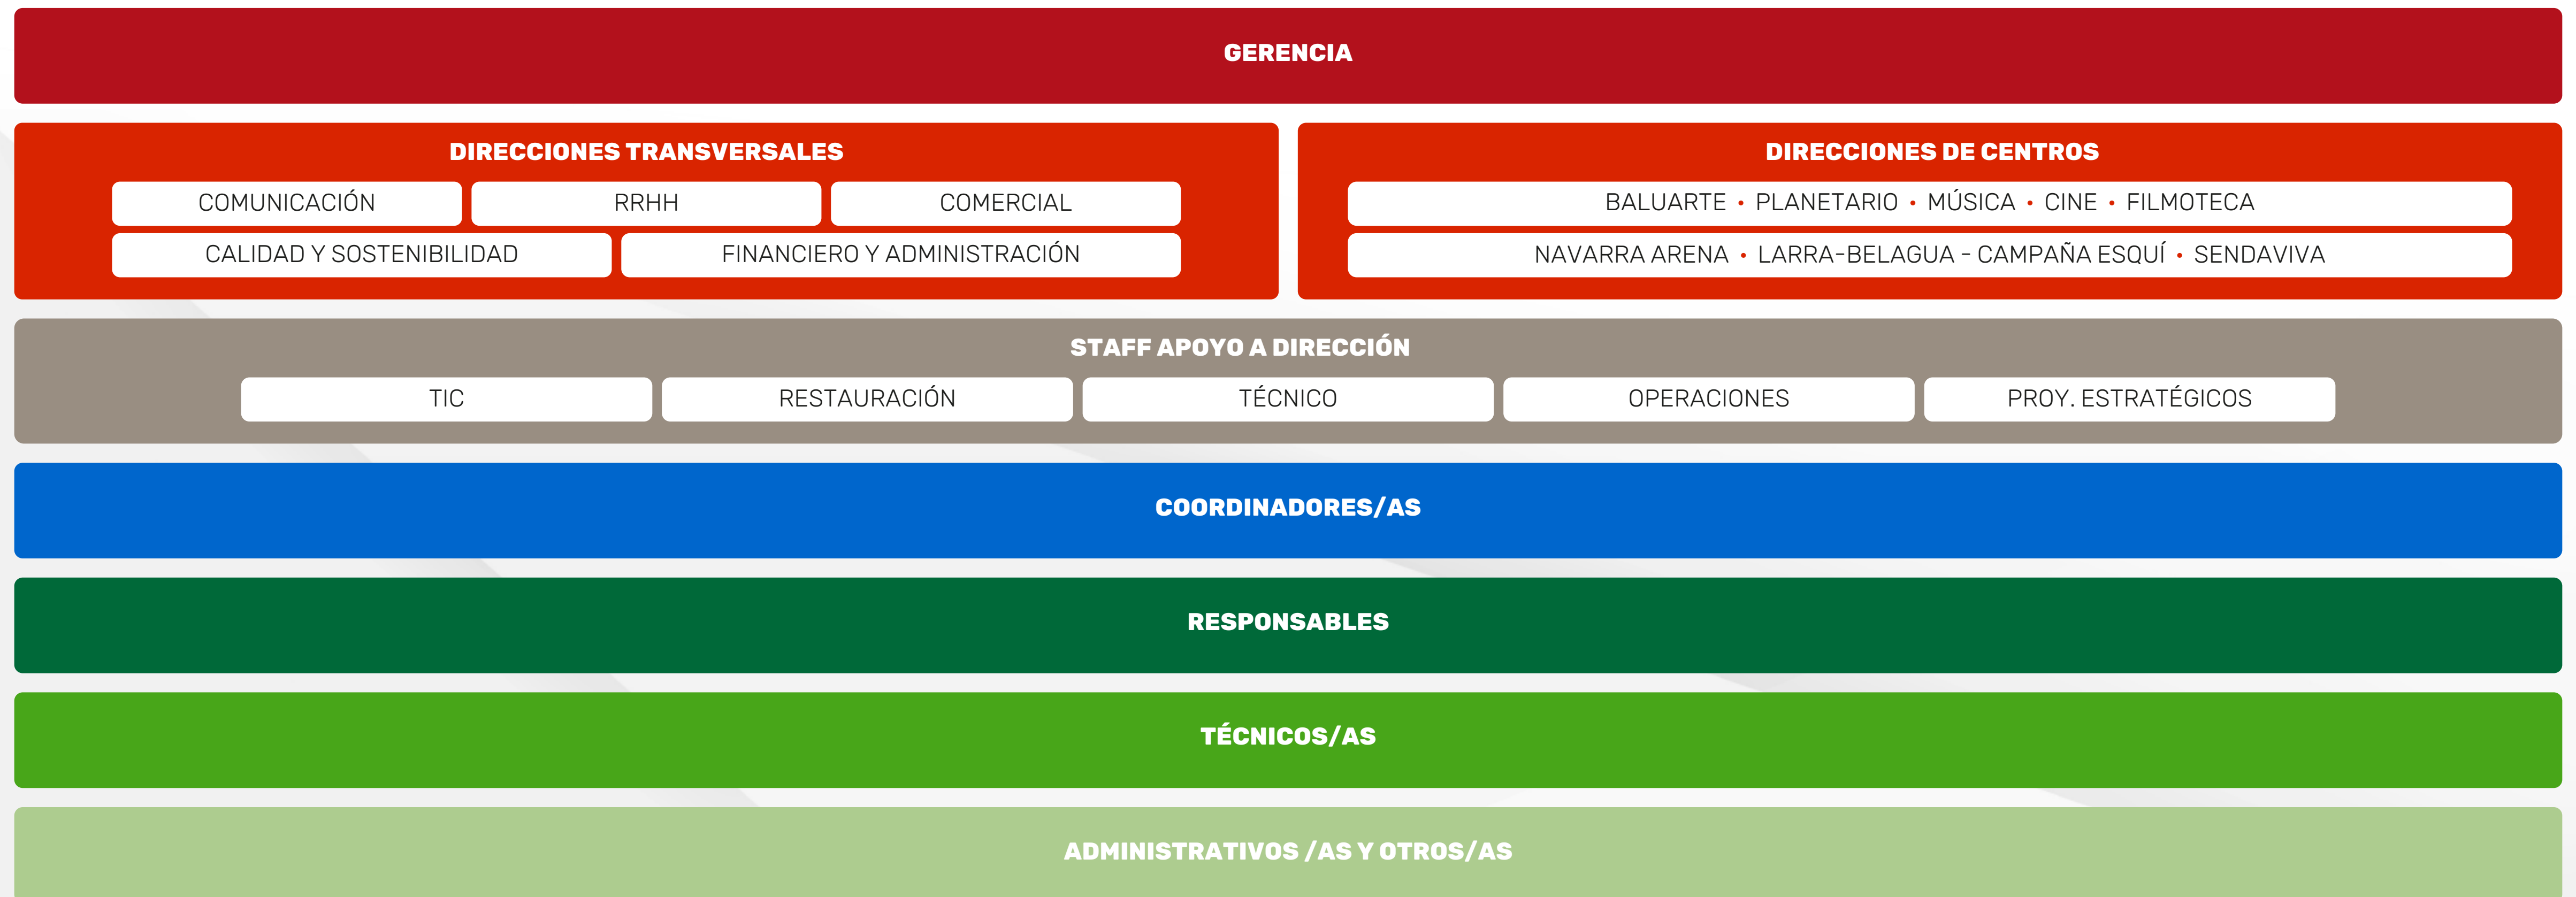 GERENCIA
DIRECCIONES TRANSVERSALES
COMUNICACIÓN
RRHH
COMERCIAL
CALIDAD Y SOSTENIBILIDAD
FINANCIERO Y ADMINISTRACIÓN
DIRECCIONES DE CENTROS
BALUARTE • PLANETARIO • MÚSICA • CINE • FILMOTECA
NAVARRA ARENA • LARRA-BELAGUA - CAMPAÑA ESQUÍ • SENDAVIVA
STAFF APOYO A DIRECCIÓN
TIC
RESTAURACIÓN
TÉCNICO
OPERACIONES
PROY. ESTRATÉGICOS
COORDINADORES/AS
RESPONSABLES
TÉCNICOS/AS
ADMINISTRATIVOS /AS Y OTROS/AS